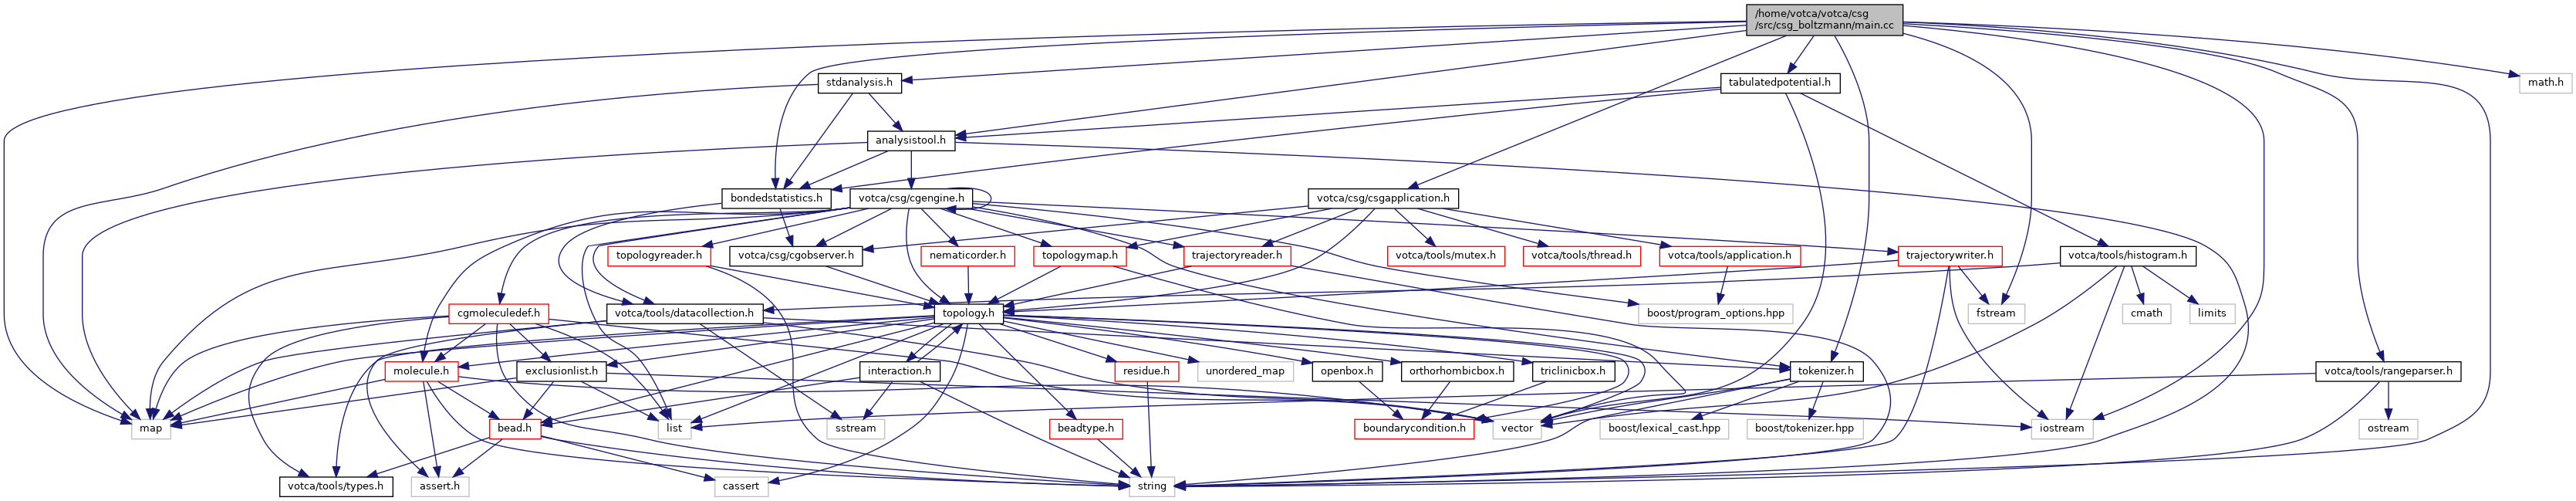 /home/votca/votca/csg
/src/csg_boltzmann/main.cc
stdanalysis.h
tabulatedpotential.h
math.h
analysistool.h
bondedstatistics.h
votca/csg/cgengine.h
votca/csg/csgapplication.h
topologyreader.h
votca/csg/cgobserver.h
nematicorder.h
topologymap.h
trajectoryreader.h
votca/tools/mutex.h
votca/tools/thread.h
votca/tools/application.h
trajectorywriter.h
votca/tools/histogram.h
cgmoleculedef.h
votca/tools/datacollection.h
topology.h
boost/program_options.hpp
fstream
cmath
limits
molecule.h
exclusionlist.h
interaction.h
residue.h
unordered_map
openbox.h
orthorhombicbox.h
triclinicbox.h
tokenizer.h
votca/tools/rangeparser.h
map
bead.h
list
sstream
beadtype.h
boundarycondition.h
vector
boost/lexical_cast.hpp
boost/tokenizer.hpp
iostream
ostream
votca/tools/types.h
assert.h
cassert
string